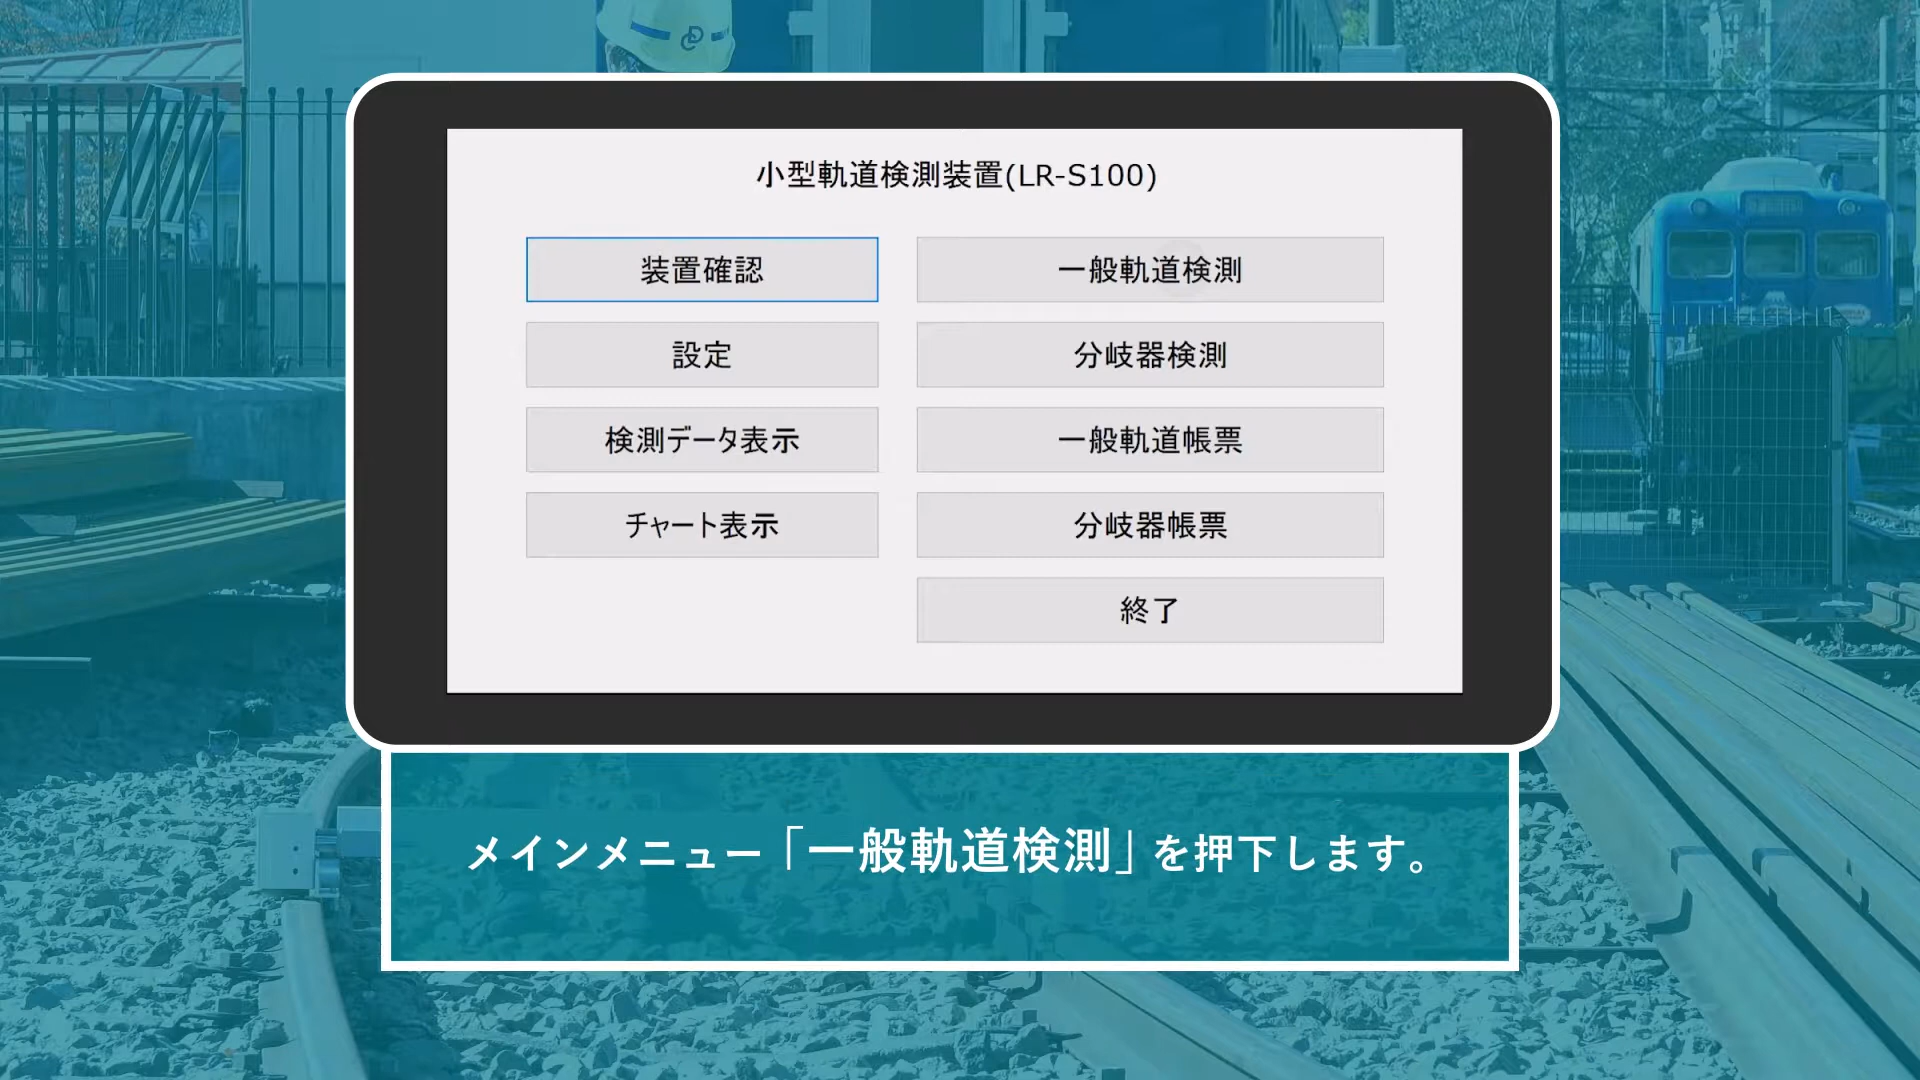 小型軌道検測装置(LR-S100)
装置確認
一般軌道検測
設定
分岐器検測
検測データ表示
一般軌道帳票
チャート表示
分岐器帳票
終了
メインメニュー「一般軌道検測」を押下します。